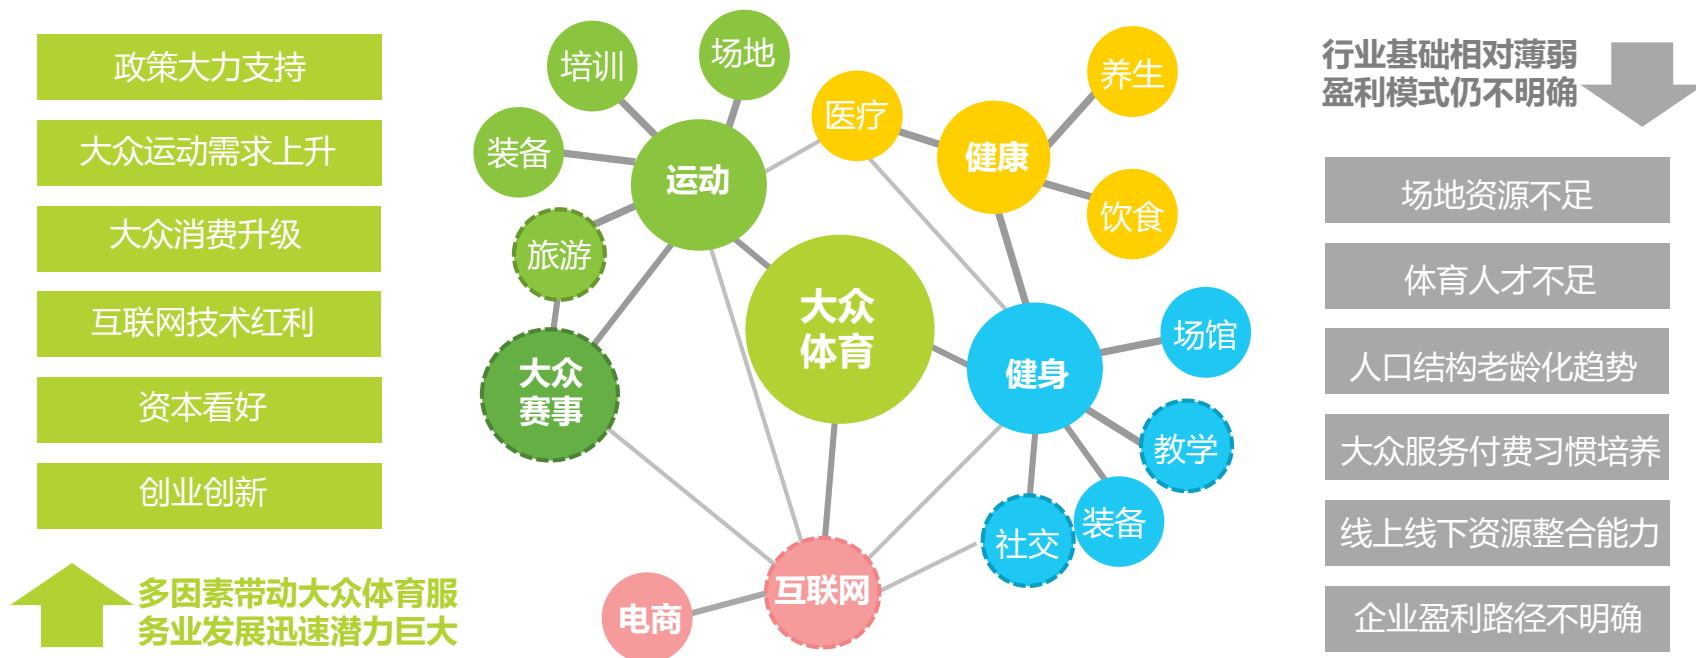 政策大力支持
大众运动需求上升
大众消费升级
互联网技术红利
资本看好
创业创新
多因素带动大众体育服
务业发展迅速潜力巨大
培训
场地
装备
运动
旅游
大众
赛事
医疗
健康
养生
饮食
大众
体育
健身
场馆
教学
装备
社交
互联网
电商
行业基础相对薄弱
盈利模式仍不明确
场地资源不足
体育人才不足
人口结构老龄化趋势
大众服务付费习惯培养
线上线下资源整合能力
企业盈利路径不明确